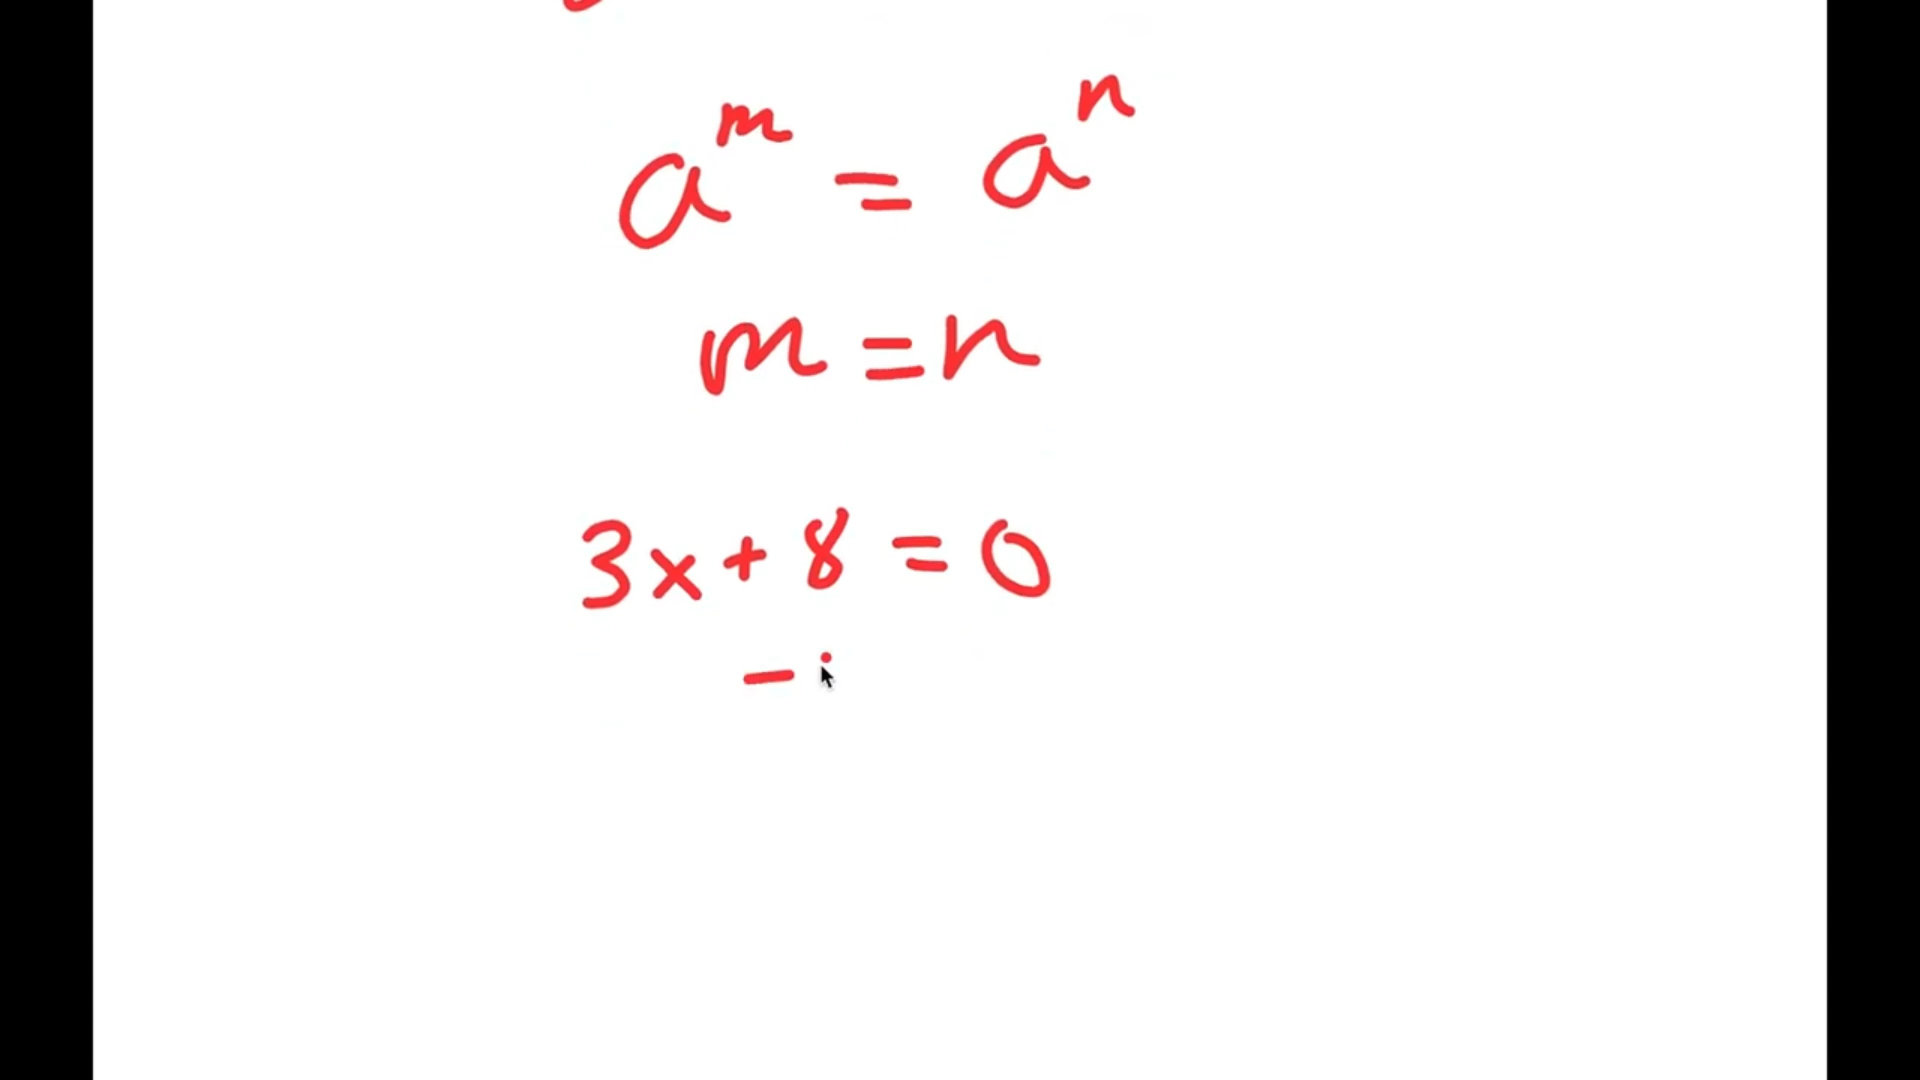 a^m = a^n
m = n
3x + 8 = 0
-